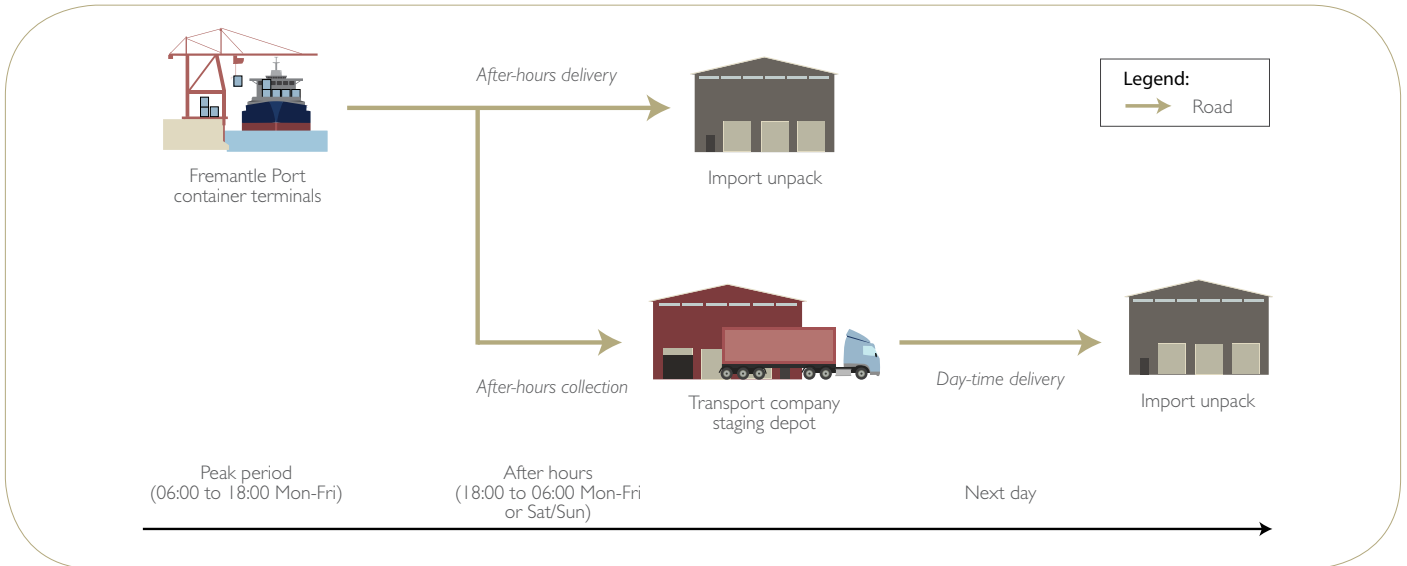 After-hours delivery
Legend:
Road
Fremantle Port
container terminals
Import unpack
After-hours collection
Transport company
staging depot
Day-time delivery
Import unpack
Peak period
(06:00 to 18:00 Mon-Fri)
After hours
(18:00 to 06:00 Mon-Fri
or Sat/Sun)
Next day